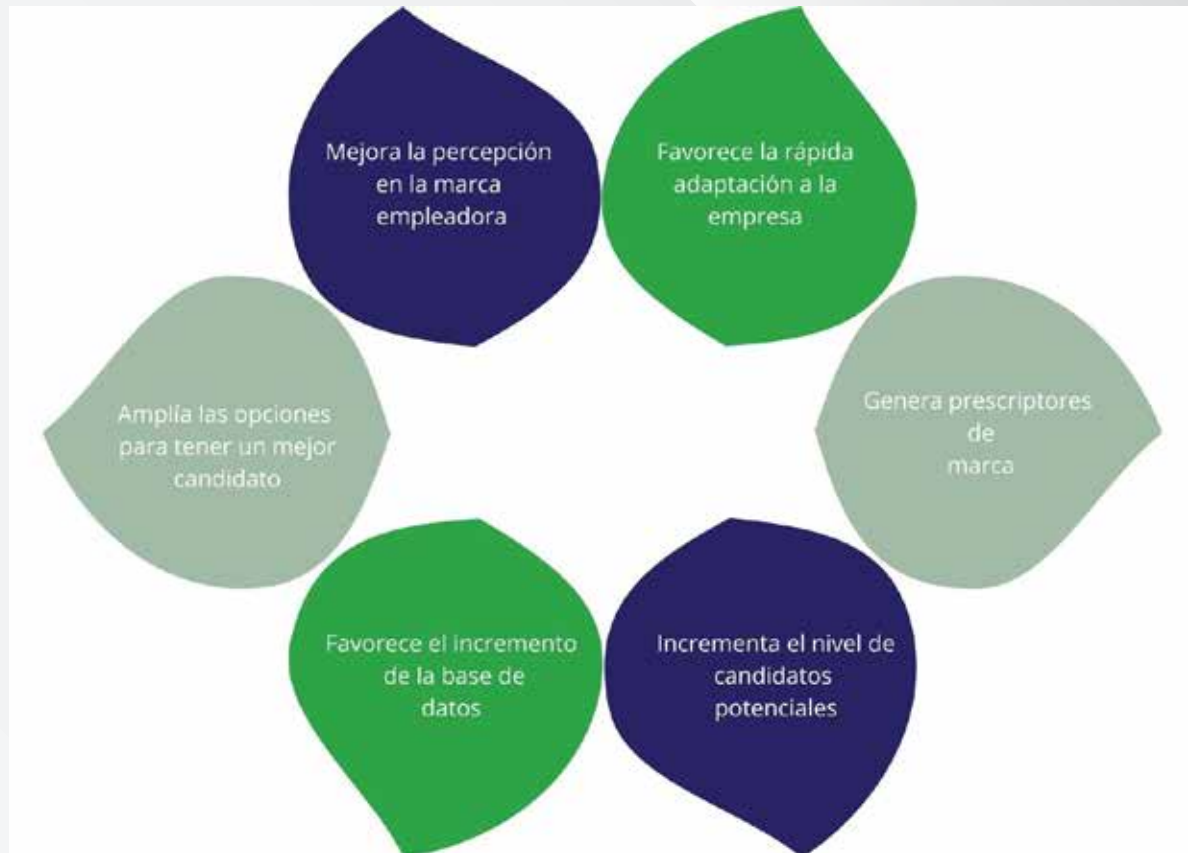 Mejora la percepción
en la marca
empleadora
Favorece la rápida
adaptación a la
empresa
Amplía las opciones
para tener un mejor
candidato
Genera prescriptores
de
marca
Favorece el incremento
de la base de
datos
Incrementa el nivel de
candidatos
potenciales